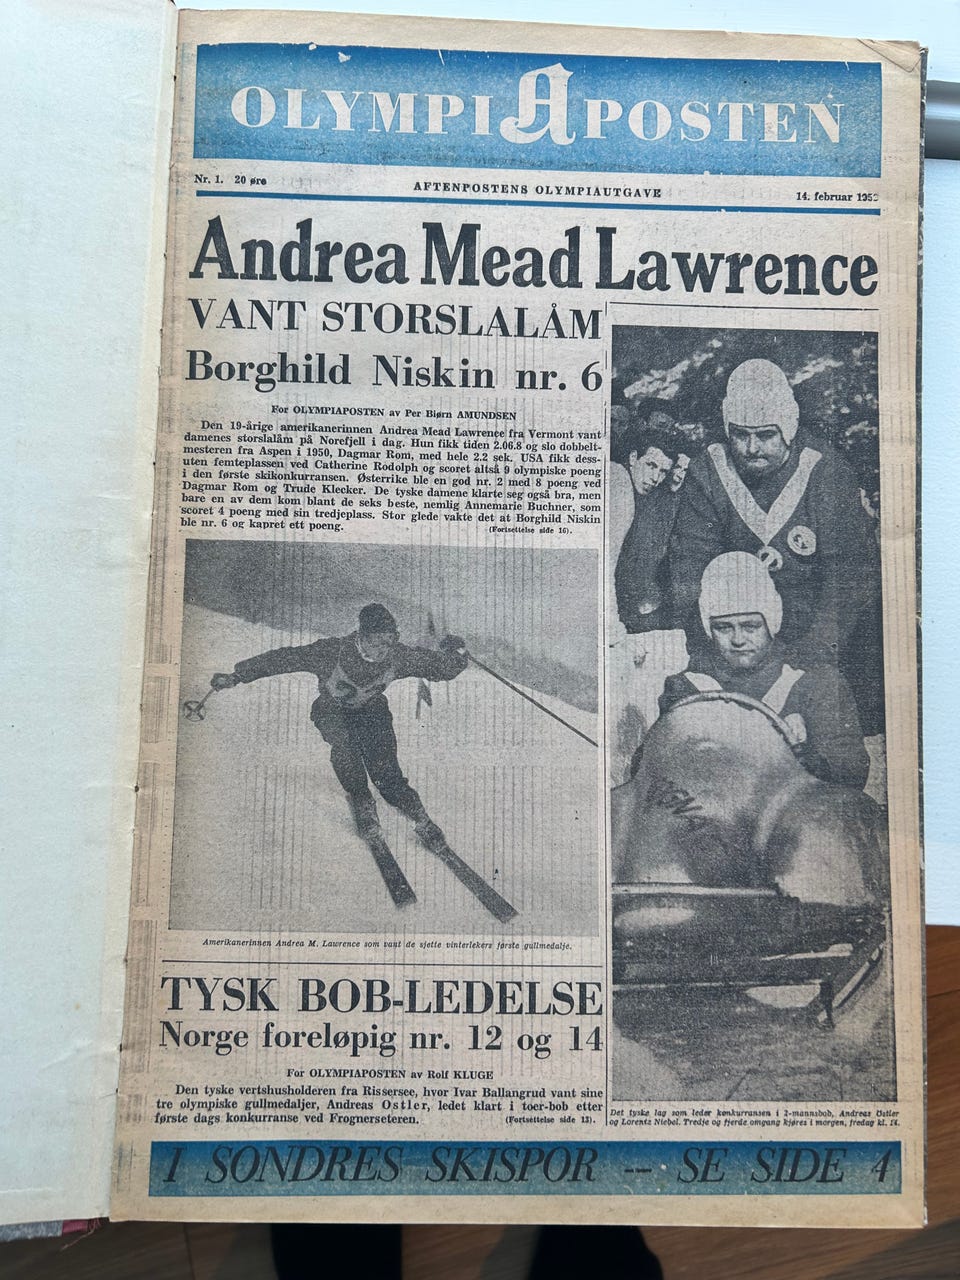 OLYMPIAPOSTEN
Nr. 1. 20 øre
AFTENPOSTENS OLYMPIAUTGAVE
14. februar 1952
Andrea Mead Lawrence
VANT STORSLALÅM
Borghild Niskin nr. 6
For OLYMPIAPOSTEN av Per Bjørn AMUNDSEN
Den 19-årige amerikanerinnen Andrea Mead Lawrence fra Vermont vant
damenes storslalåm på Norefjell i dag. Hun fikk tiden 2.06.8 og slo dobbelt-
mesteren fra Aspen i 1950, Dagmar Rom, med hele 2.2 sek. USA fikk dess-
uten femteplassen ved Catherine Rodolph og scoret altså 9 olympiske poeng
i den første skikonkurransen. Østerrike ble en god nr. 2 med 8 poeng ved
Dagmar Rom og Trude Klecker. De tyske damene klarte seg også bra, men
bare en av dem kom blant de seks beste, nemlig Annemarie Buchner, som
scoret 4 poeng med sin tredjeplass. Stor glede vakte det at Borghild Niskin
ble nr. 6 og kapret ett poeng.
(Fortsettelse side 16).
Amerikanerinnen Andrea M. Lawrence som vant de sjette vinterlekers første gullmedalje.
TYSK BOB-LEDELSE
Norge foreløpig nr. 12 og 14
For OLYMPIAPOSTEN av Rolf KLUGE
Den tyske vertshusholderen fra Rissersee, hvor Ivar Ballangrud vant sine
tre olympiske gullmedaljer, Andreas Ostler, ledet klart i toer-bob etter
første dags konkurranse ved Frognerseteren.
(Fortsettelse side 13).
Det tyske lag som leder konkurransen i 2-mannsbob, Andreas Ostler
og Lorentz Niebel. Tredje og fjerde omgang kjøres i morgen, fredag kl. 14.
I SONDRES SKISPOR -- SE SIDE 4